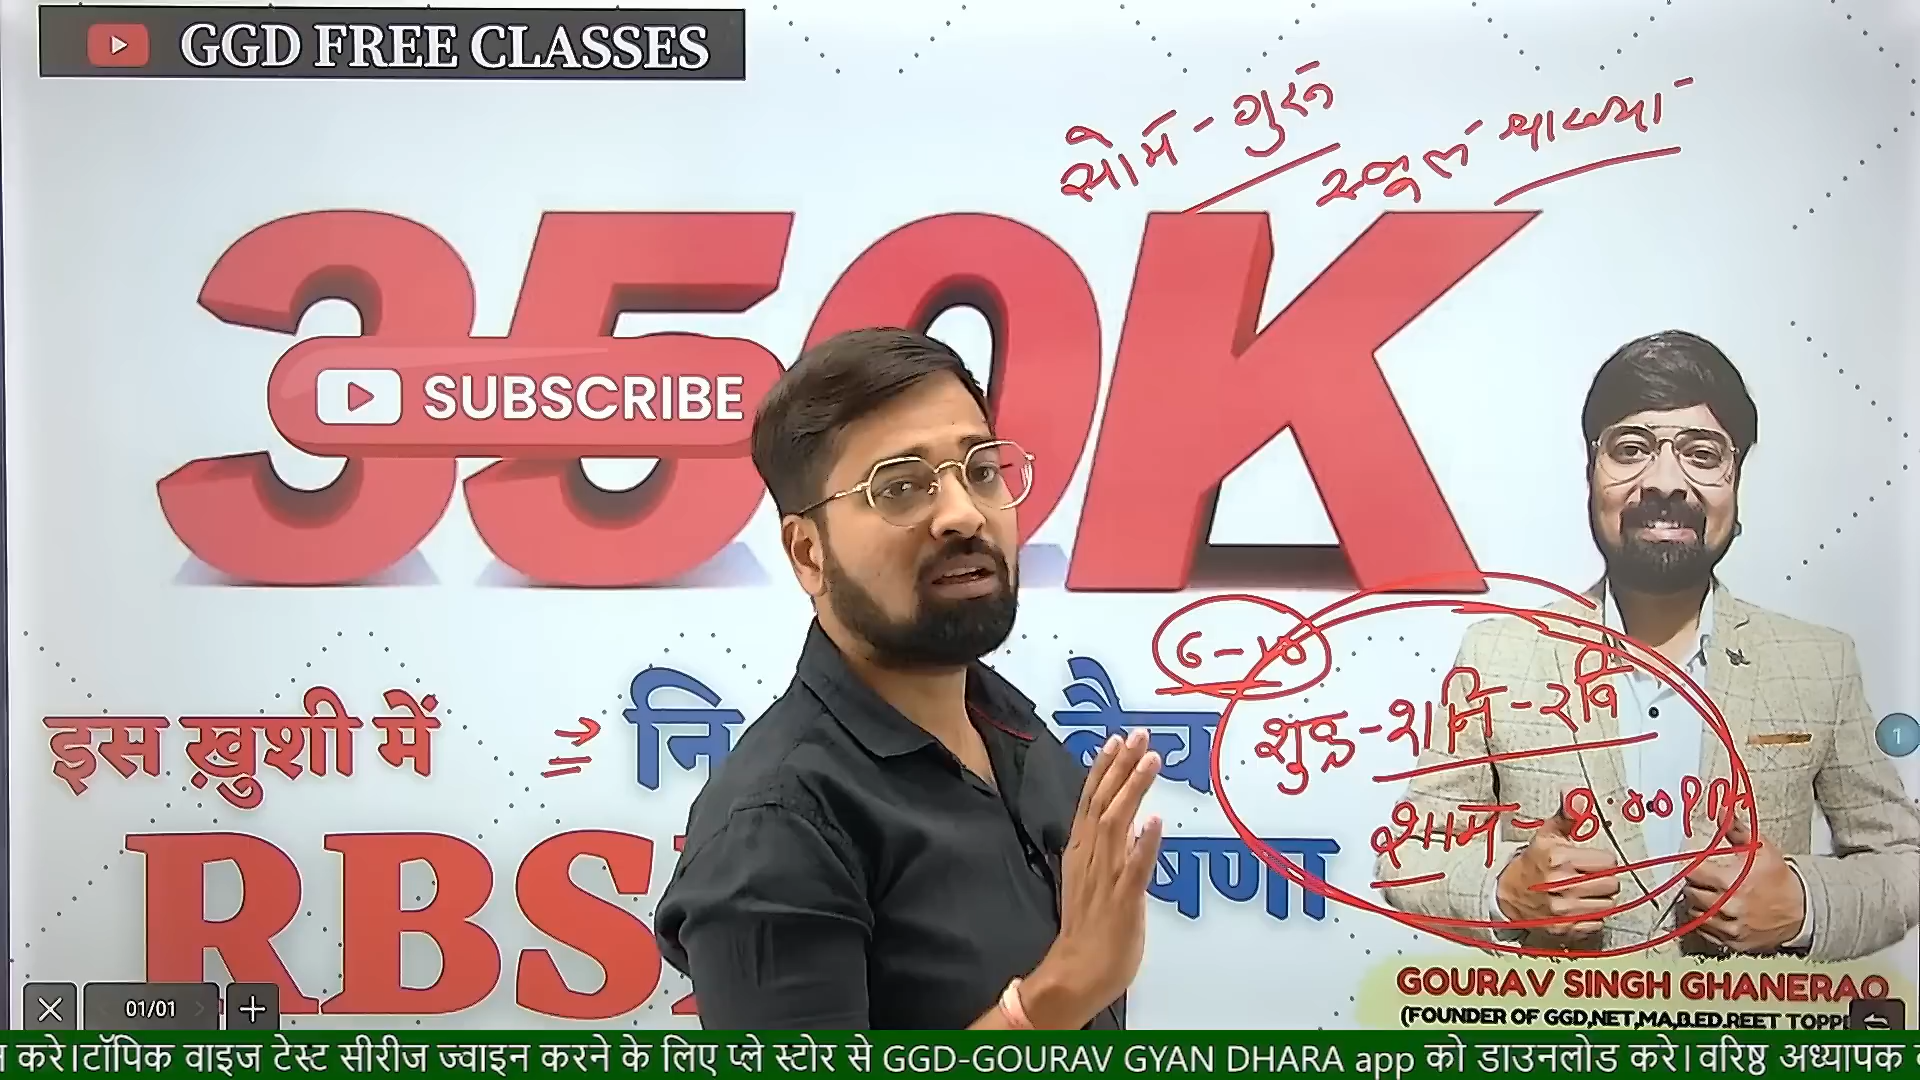 GGD FREE CLASSES
सोम - गुरु
स्कूल
350K
SUBSCRIBE
6-10
इस ख़ुशी में
नि बैच
शुक्र - शनि - रवि
शाम - 8:00 PM
RBS षणा
1
GOURAV SINGH GHANERAO
(FOUNDER OF GGD,NET,MA,B.ED,REET TOPP
01/01
करे।टॉपिक वाइज टेस्ट सीरीज ज्वाइन करने के लिए प्ले स्टोर से GGD-GOURAV GYAN DHARA app को डाउनलोड करे। वरिष्ठ अध्यापक